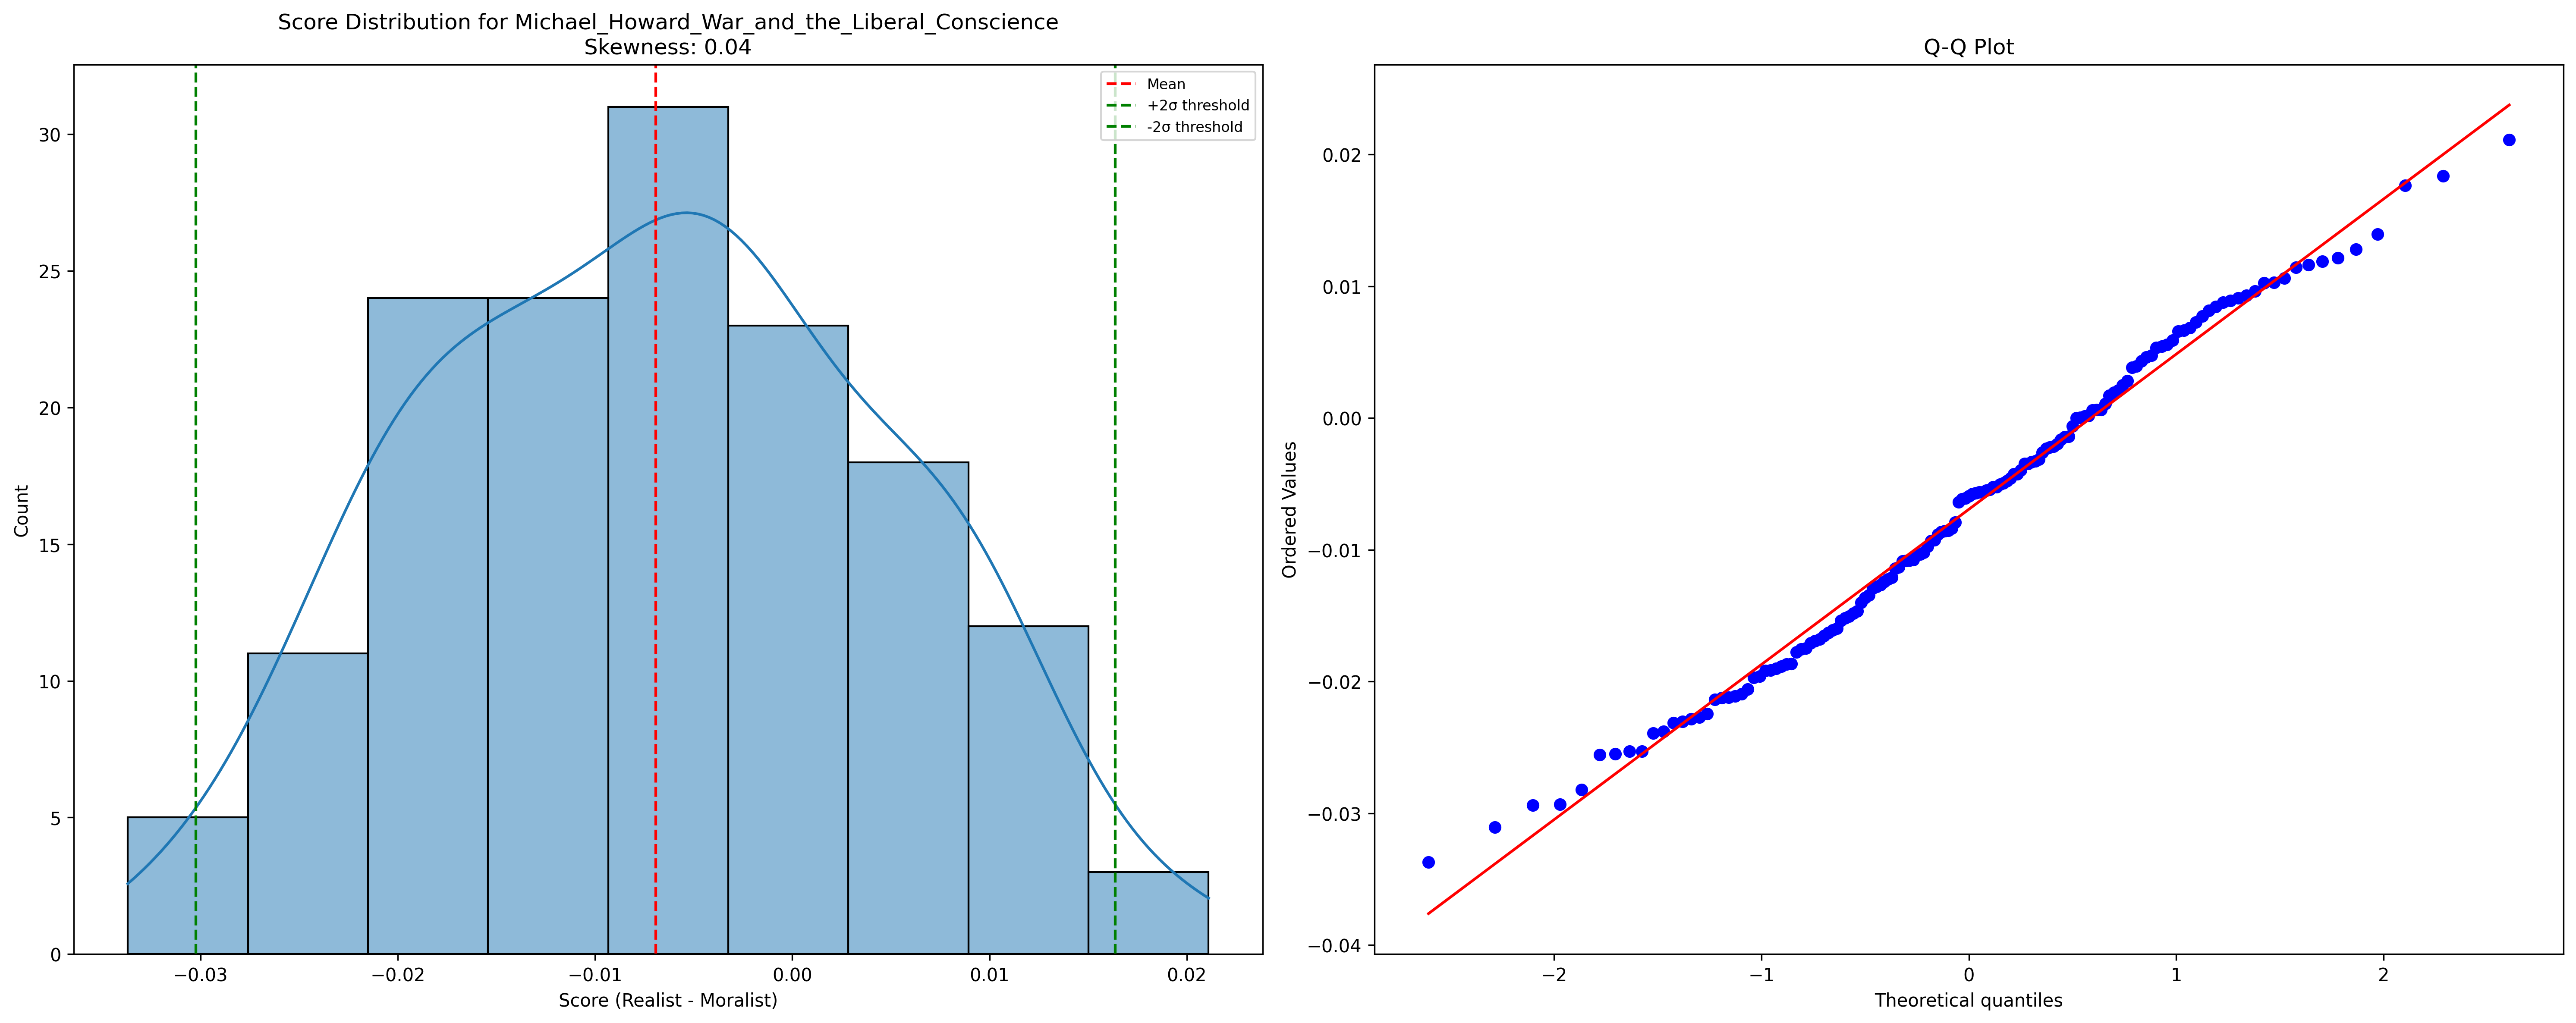 Score Distribution for Michael_Howard_War_and_the_Liberal_Conscience
Skewness: 0.04
Mean
+2σ threshold
-2σ threshold
Count
30
25
20
15
10
5
0
−0.03
−0.02
−0.01
0.00
0.01
0.02
Score (Realist - Moralist)
Q-Q Plot
Ordered Values
0.02
0.01
0.00
−0.01
−0.02
−0.03
−0.04
−2
−1
0
1
2
Theoretical quantiles